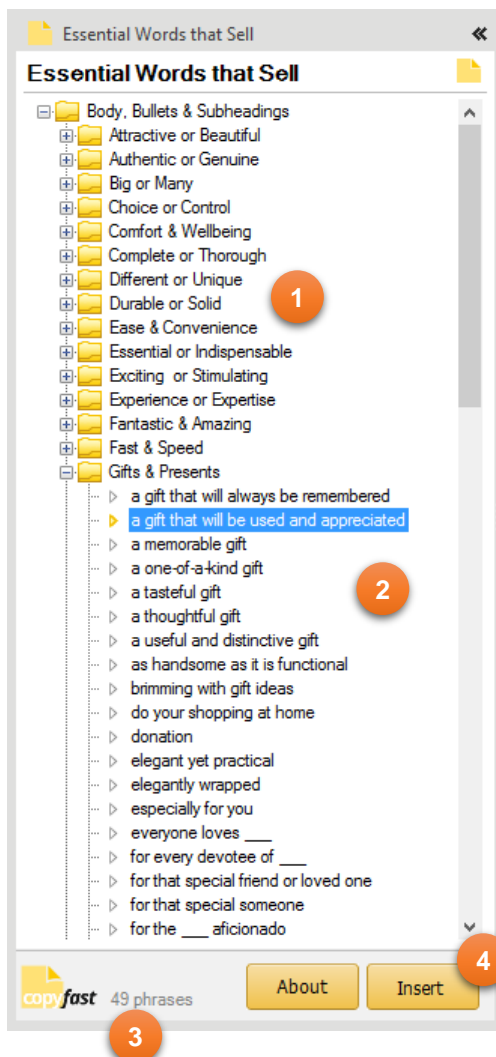 Essential Words that Sell
Essential Words that Sell
Body, Bullets & Subheadings
Attractive or Beautiful
Authentic or Genuine
Big or Many
Choice or Control
Comfort & Wellbeing
Complete or Thorough
Different or Unique
1
Durable or Solid
Ease & Convenience
Essential or Indispensable
Exciting or Stimulating
Experience or Expertise
Fantastic & Amazing
Fast & Speed
Gifts & Presents
a gift that will always be remembered
a gift that will be used and appreciated
a memorable gift
a one-of-a-kind gift
2
a tasteful gift
a thoughtful gift
a useful and distinctive gift
as handsome as it is functional
brimming with gift ideas
do your shopping at home
donation
elegant yet practical
elegantly wrapped
especially for you
everyone loves ___
for every devotee of ___
for that special friend or loved one
for that special someone
for the ___ aficionado
4
copyfast 49 phrases About Insert
3